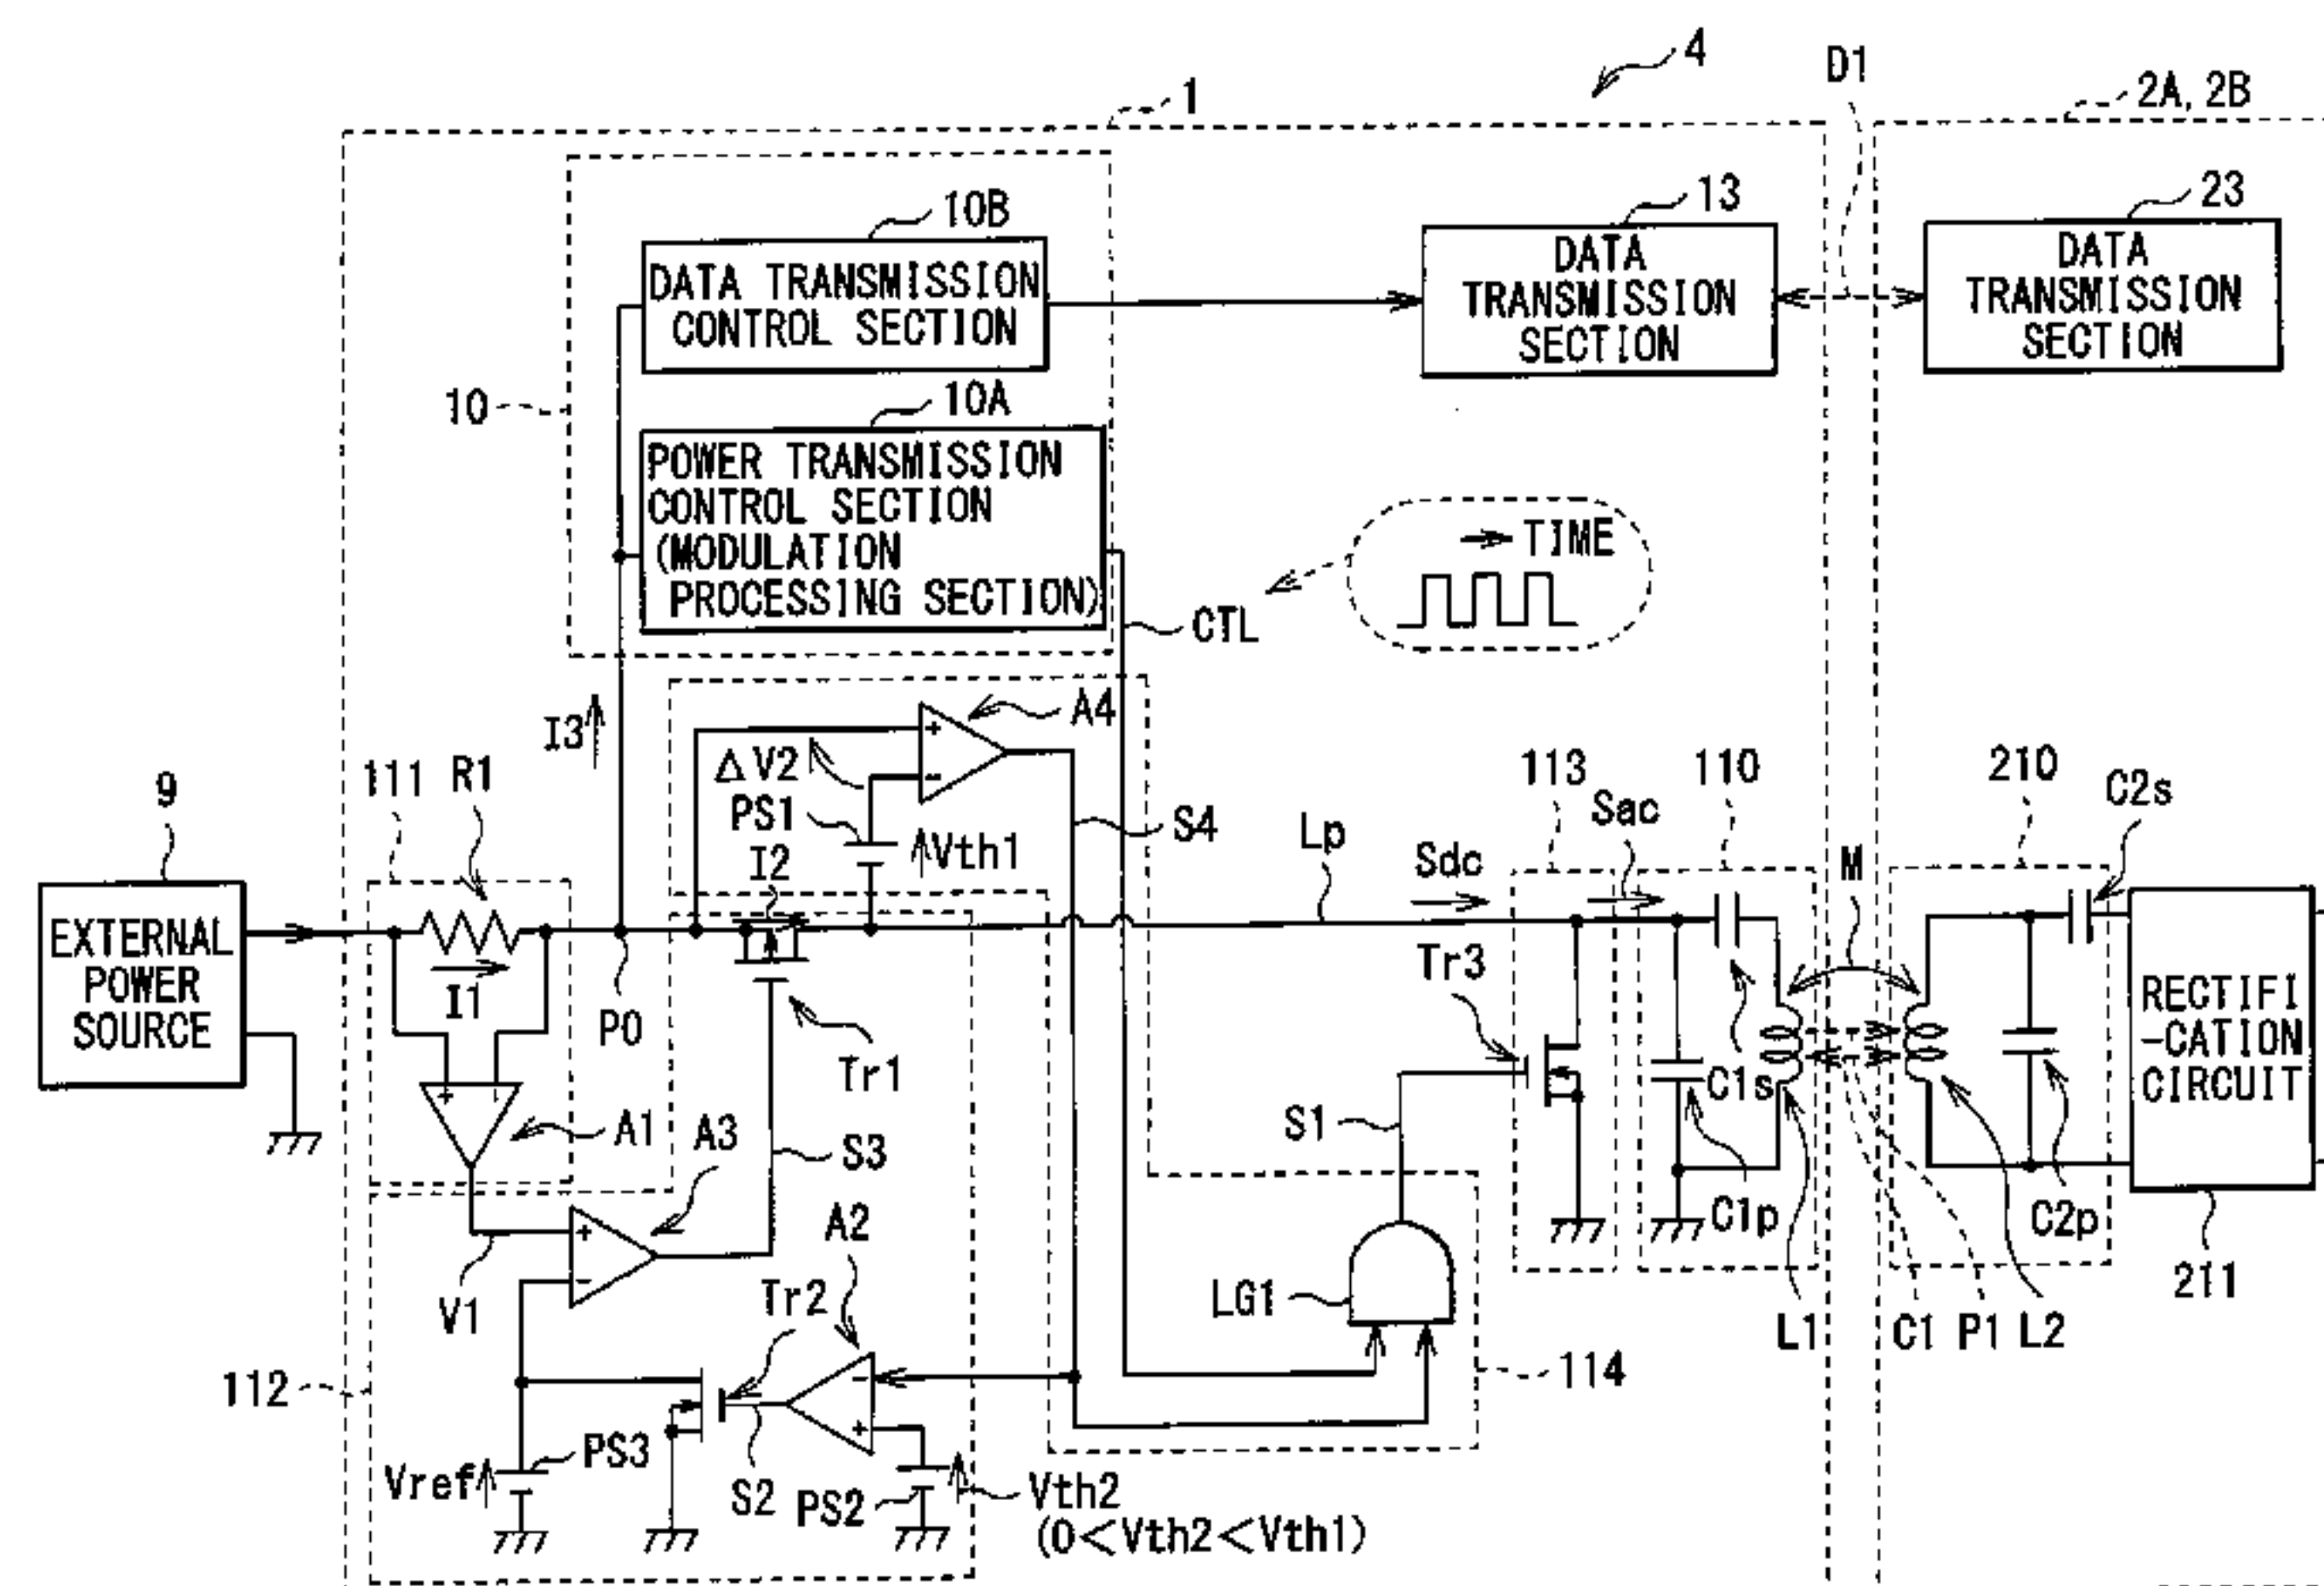 4
D1
1
2A, 2B
10B
13
23
DATA TRANSMISSION
CONTROL SECTION
DATA
TRANSMISSION
SECTION
DATA
TRANSMISSION
SECTION
10
10A
POWER TRANSMISSION
CONTROL SECTION
(MODULATION
PROCESSING SECTION)
TIME
CTL
I3
A4
+
-
ΔV2
PS1
Vth1
I2
S4
9
111
R1
Lp
Sdc
113
Sac
110
M
210
C2s
EXTERNAL
POWER
SOURCE
I1
P0
Tr1
Tr3
RECTIFI
-CATION
CIRCUIT
+
-
A1
A3
S3
S1
C1s
C1p
C2p
211
+
-
V1
A2
Tr2
LG1
L1
C1
P1
L2
112
-
+
114
Vref
PS3
S2
PS2
Vth2
(0<Vth2<Vth1)